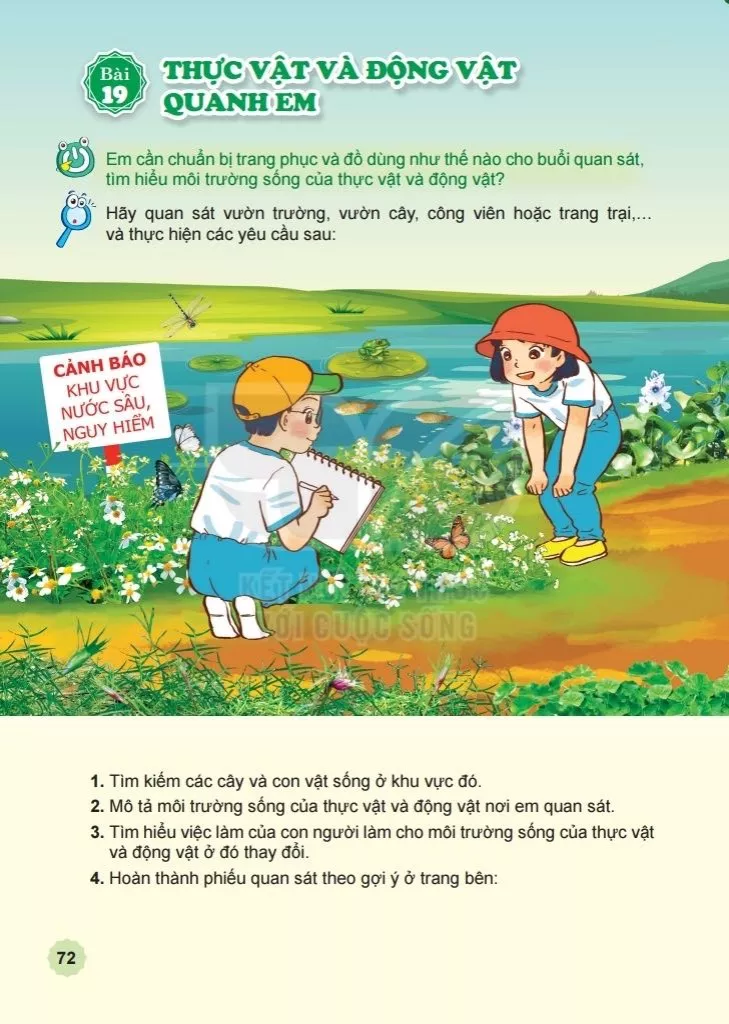 Bài
19
THỰC VẬT VÀ ĐỘNG VẬT
QUANH EM
Em cần chuẩn bị trang phục và đồ dùng như thế nào cho buổi quan sát,
tìm hiểu môi trường sống của thực vật và động vật?
Hãy quan sát vườn trường, vườn cây, công viên hoặc trang trại,...
và thực hiện các yêu cầu sau:
CẢNH BÁO
KHU VỰC
NƯỚC SÂU,
NGUY HIỂM
CUỘC SỐNG
1. Tìm kiếm các cây và con vật sống ở khu vực đó.
2. Mô tả môi trường sống của thực vật và động vật nơi em quan sát.
3. Tìm hiểu việc làm của con người làm cho môi trường sống của thực vật
và động vật ở đó thay đổi.
4. Hoàn thành phiếu quan sát theo gợi ý ở trang bên:
72